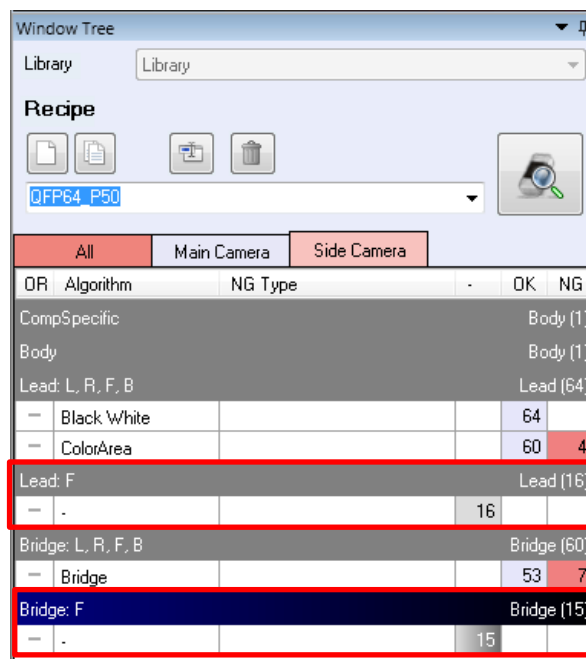 Window Tree
Library Library
Recipe
QFP64_P50
All Main Camera Side Camera
OR Algorithm NG Type - OK NG
CompSpecific Body (1)
Body Body (1)
Lead: L, R, F, B Lead (64)
— Black White 64
— ColorArea 60 4
Lead: F Lead (16)
— - 16
Bridge: L, R, F, B Bridge (60)
— Bridge 53 7
Bridge: F Bridge (15)
— - 15